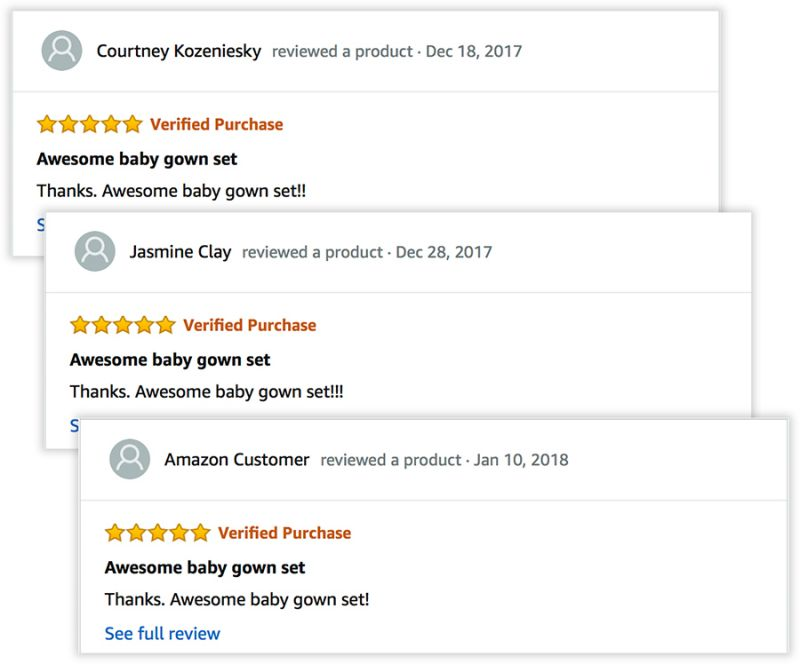 Courtney Kozeniesky reviewed a product · Dec 18, 2017
Verified Purchase
Awesome baby gown set
Thanks. Awesome baby gown set!!
S
Jasmine Clay reviewed a product · Dec 28, 2017
Verified Purchase
Awesome baby gown set
Thanks. Awesome baby gown set!!!
S
Amazon Customer reviewed a product · Jan 10, 2018
Verified Purchase
Awesome baby gown set
Thanks. Awesome baby gown set!
See full review